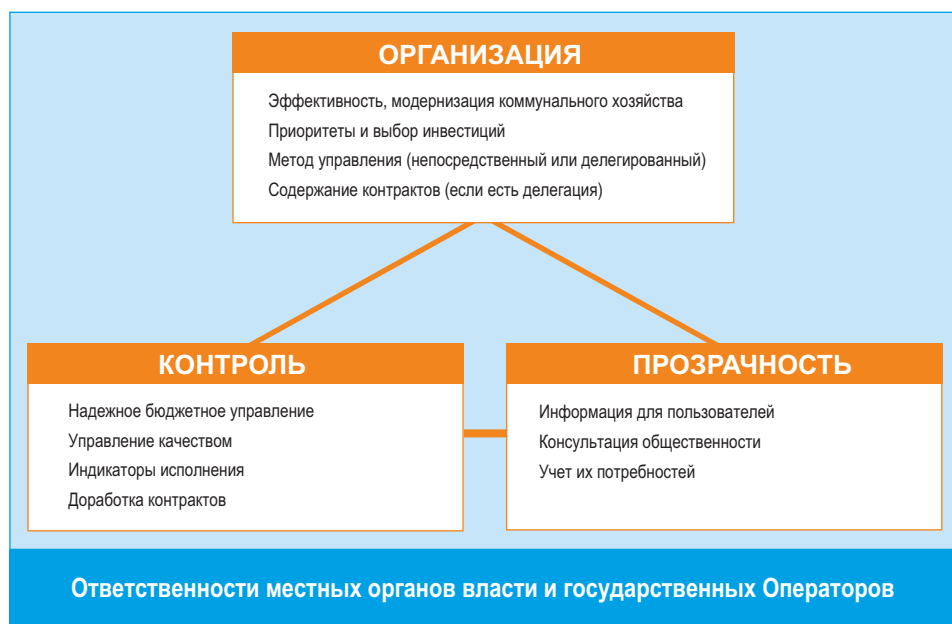 ОРГАНИЗАЦИЯ
Эффективность, модернизация коммунального хозяйства
Приоритеты и выбор инвестиций
Метод управления (непосредственный или делегированный)
Содержание контрактов (если есть делегация)
КОНТРОЛЬ
Надежное бюджетное управление
Управление качеством
Индикаторы исполнения
Доработка контрактов
ПРОЗРАЧНОСТЬ
Информация для пользователей
Консультация общественности
Учет их потребностей
Ответственности местных органов власти и государственных Операторов